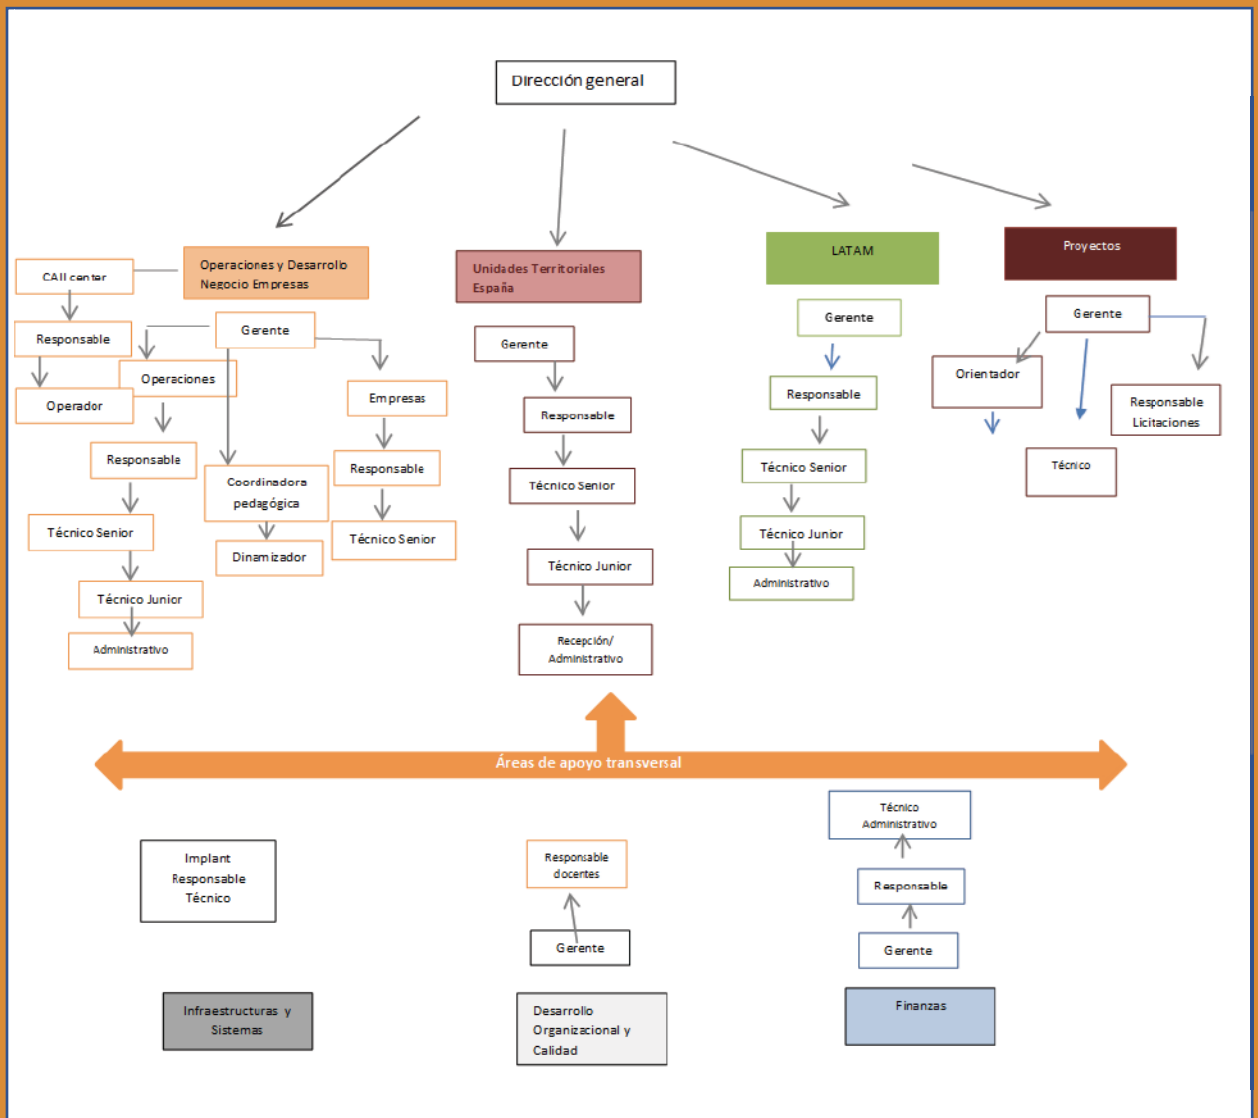 Dirección general
Operaciones y Desarrollo
Negocio Empresas
Unidades Territoriales
España
LATAM
Proyectos
CAll center
Responsable
Operador
Gerente
Operaciones
Responsable
Técnico Senior
Técnico Junior
Administrativo
Coordinadora
pedagógica
Dinamizador
Empresas
Responsable
Técnico Senior
Gerente
Responsable
Técnico Senior
Técnico Junior
Recepción/
Administrativo
Gerente
Responsable
Técnico Senior
Técnico Junior
Administrativo
Gerente
Orientador
Técnico
Responsable
Licitaciones
Áreas de apoyo transversal
Implant
Responsable
Técnico
Infraestructuras y
Sistemas
Responsable
docentes
Gerente
Desarrollo
Organizacional y
Calidad
Técnico
Administrativo
Responsable
Gerente
Finanzas